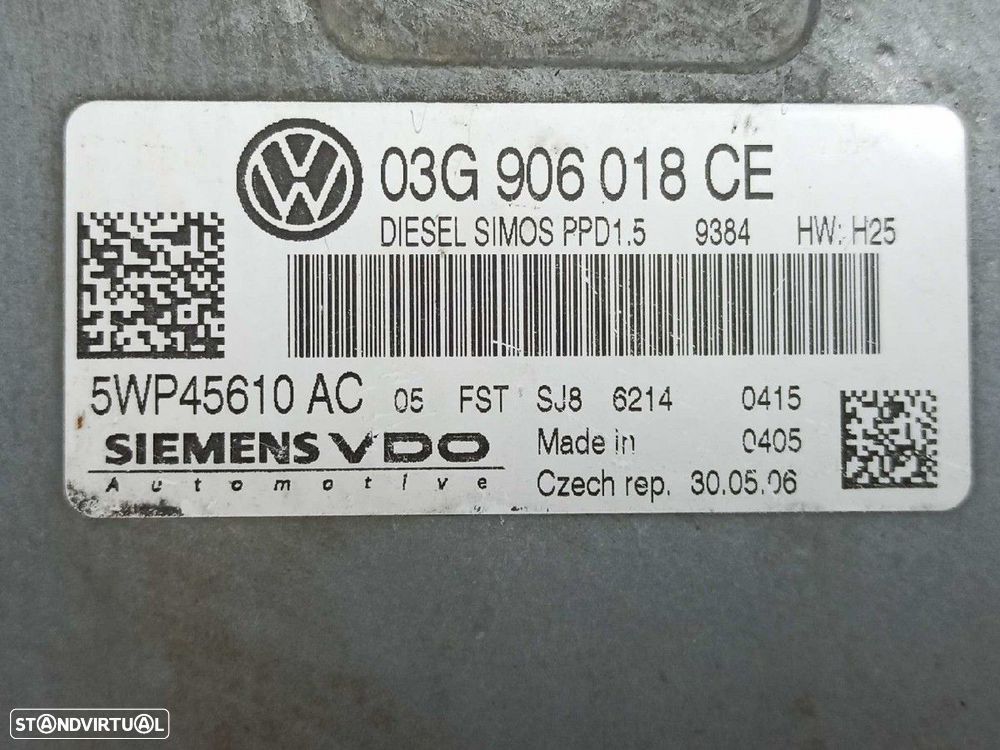 03G 906 018 CE
DIESEL SIMOS PPD1.5 9384 HW: H25
5WP45610 AC 05 FST SJ8 6214 0415
SIEMENS VDO Made in 0405
Automotive Czech rep. 30.05.06
STANDVIRTUAL